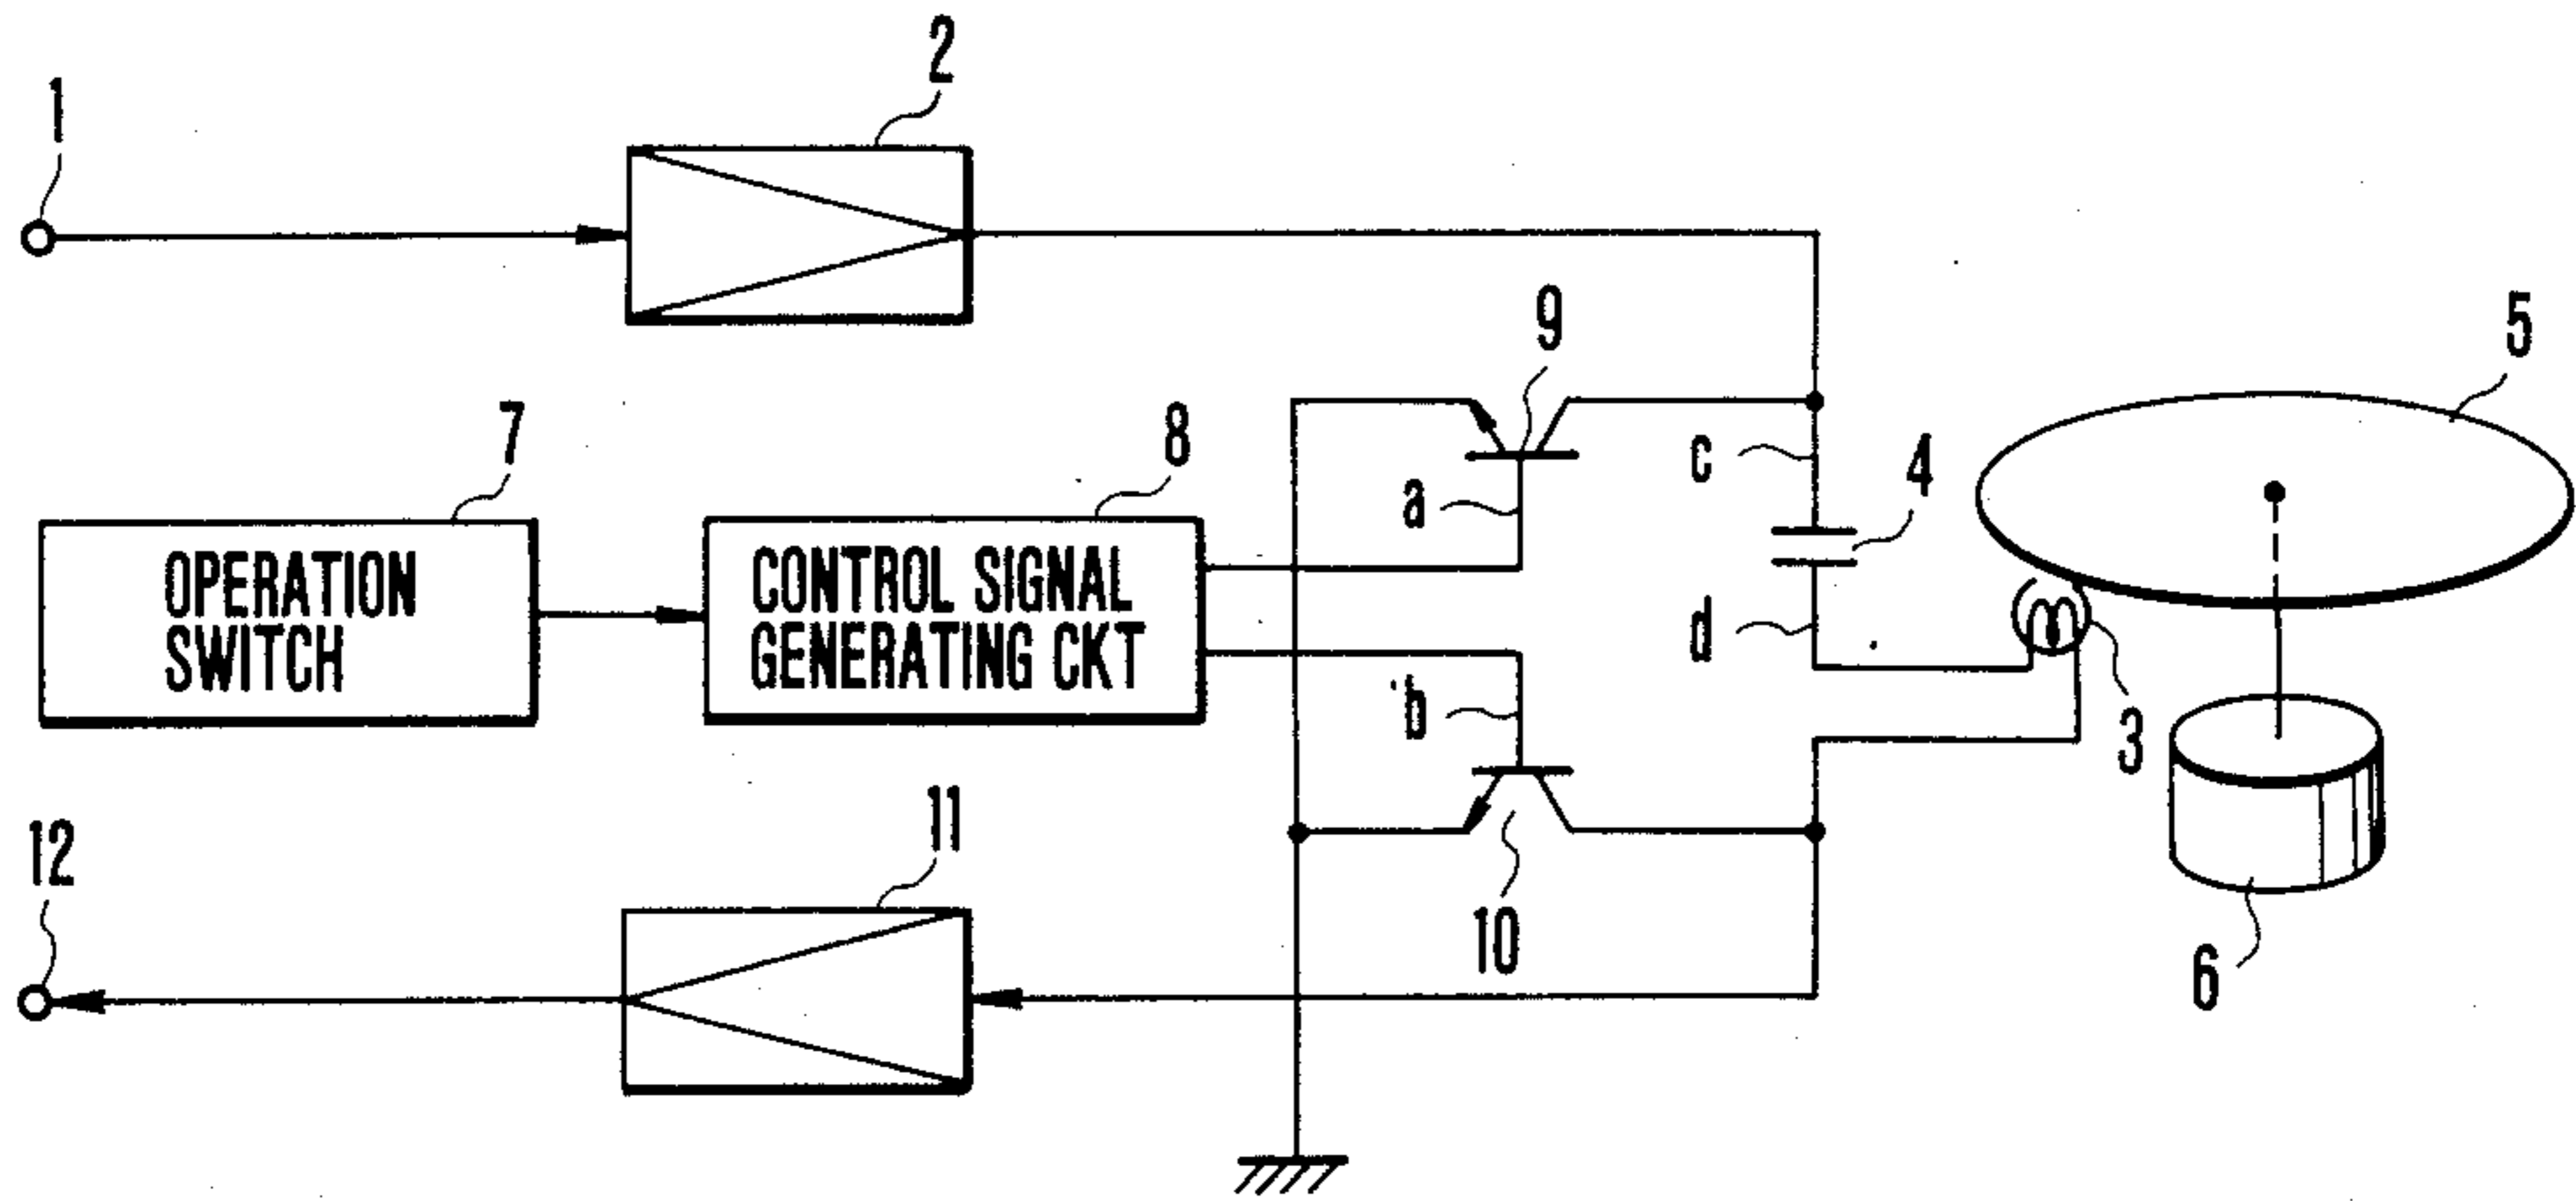 1
2
9
5
7
8
a
c
4
OPERATION
SWITCH
CONTROL SIGNAL
GENERATING CKT
d
b
3
12
11
10
6